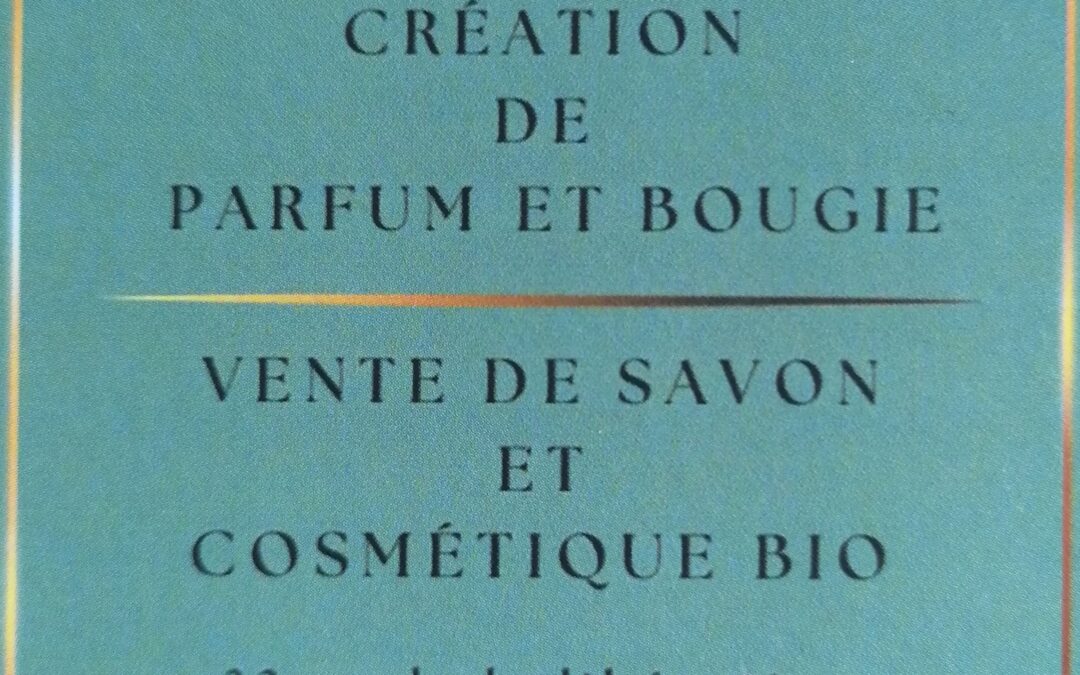 CRÉATION
DE
PARFUM ET BOUGIE
VENTE DE SAVON
ET
COSMÉTIQUE BIO